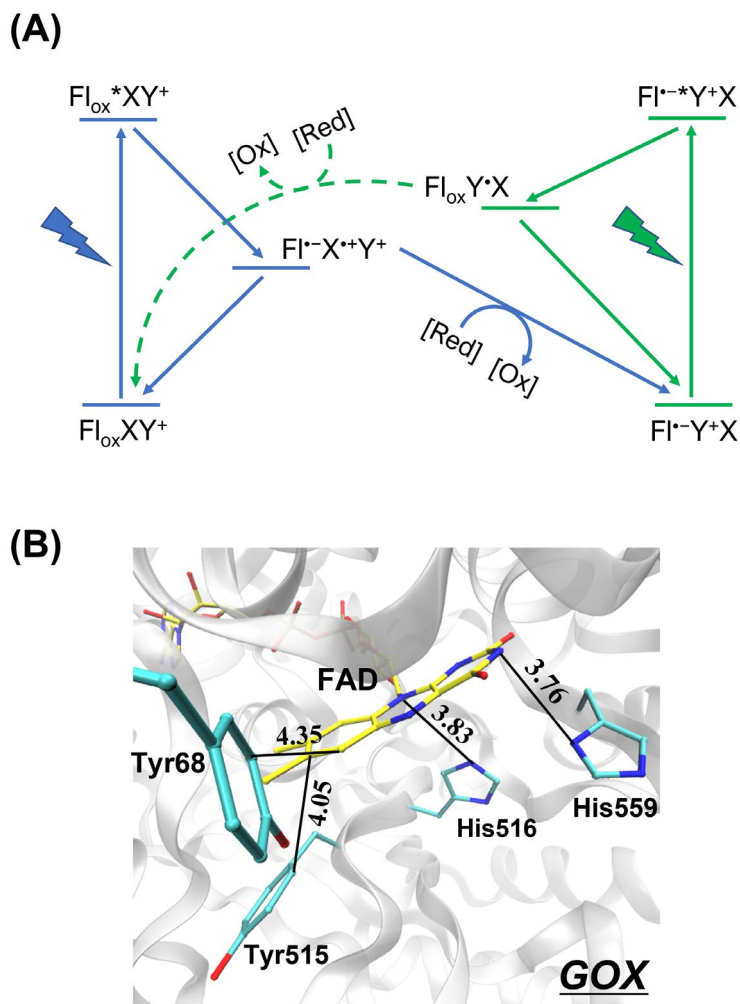 (A)
Flox*XY+
[Ox] [Red]
Fl•−*Y+X
FloxY•X
Fl•−X•+Y+
[Red] [Ox]
FloxXY+
Fl•−Y+X
(B)
FAD
3.76
4.35
3.83
Tyr68
4.05
His516
His559
Tyr515
GOX